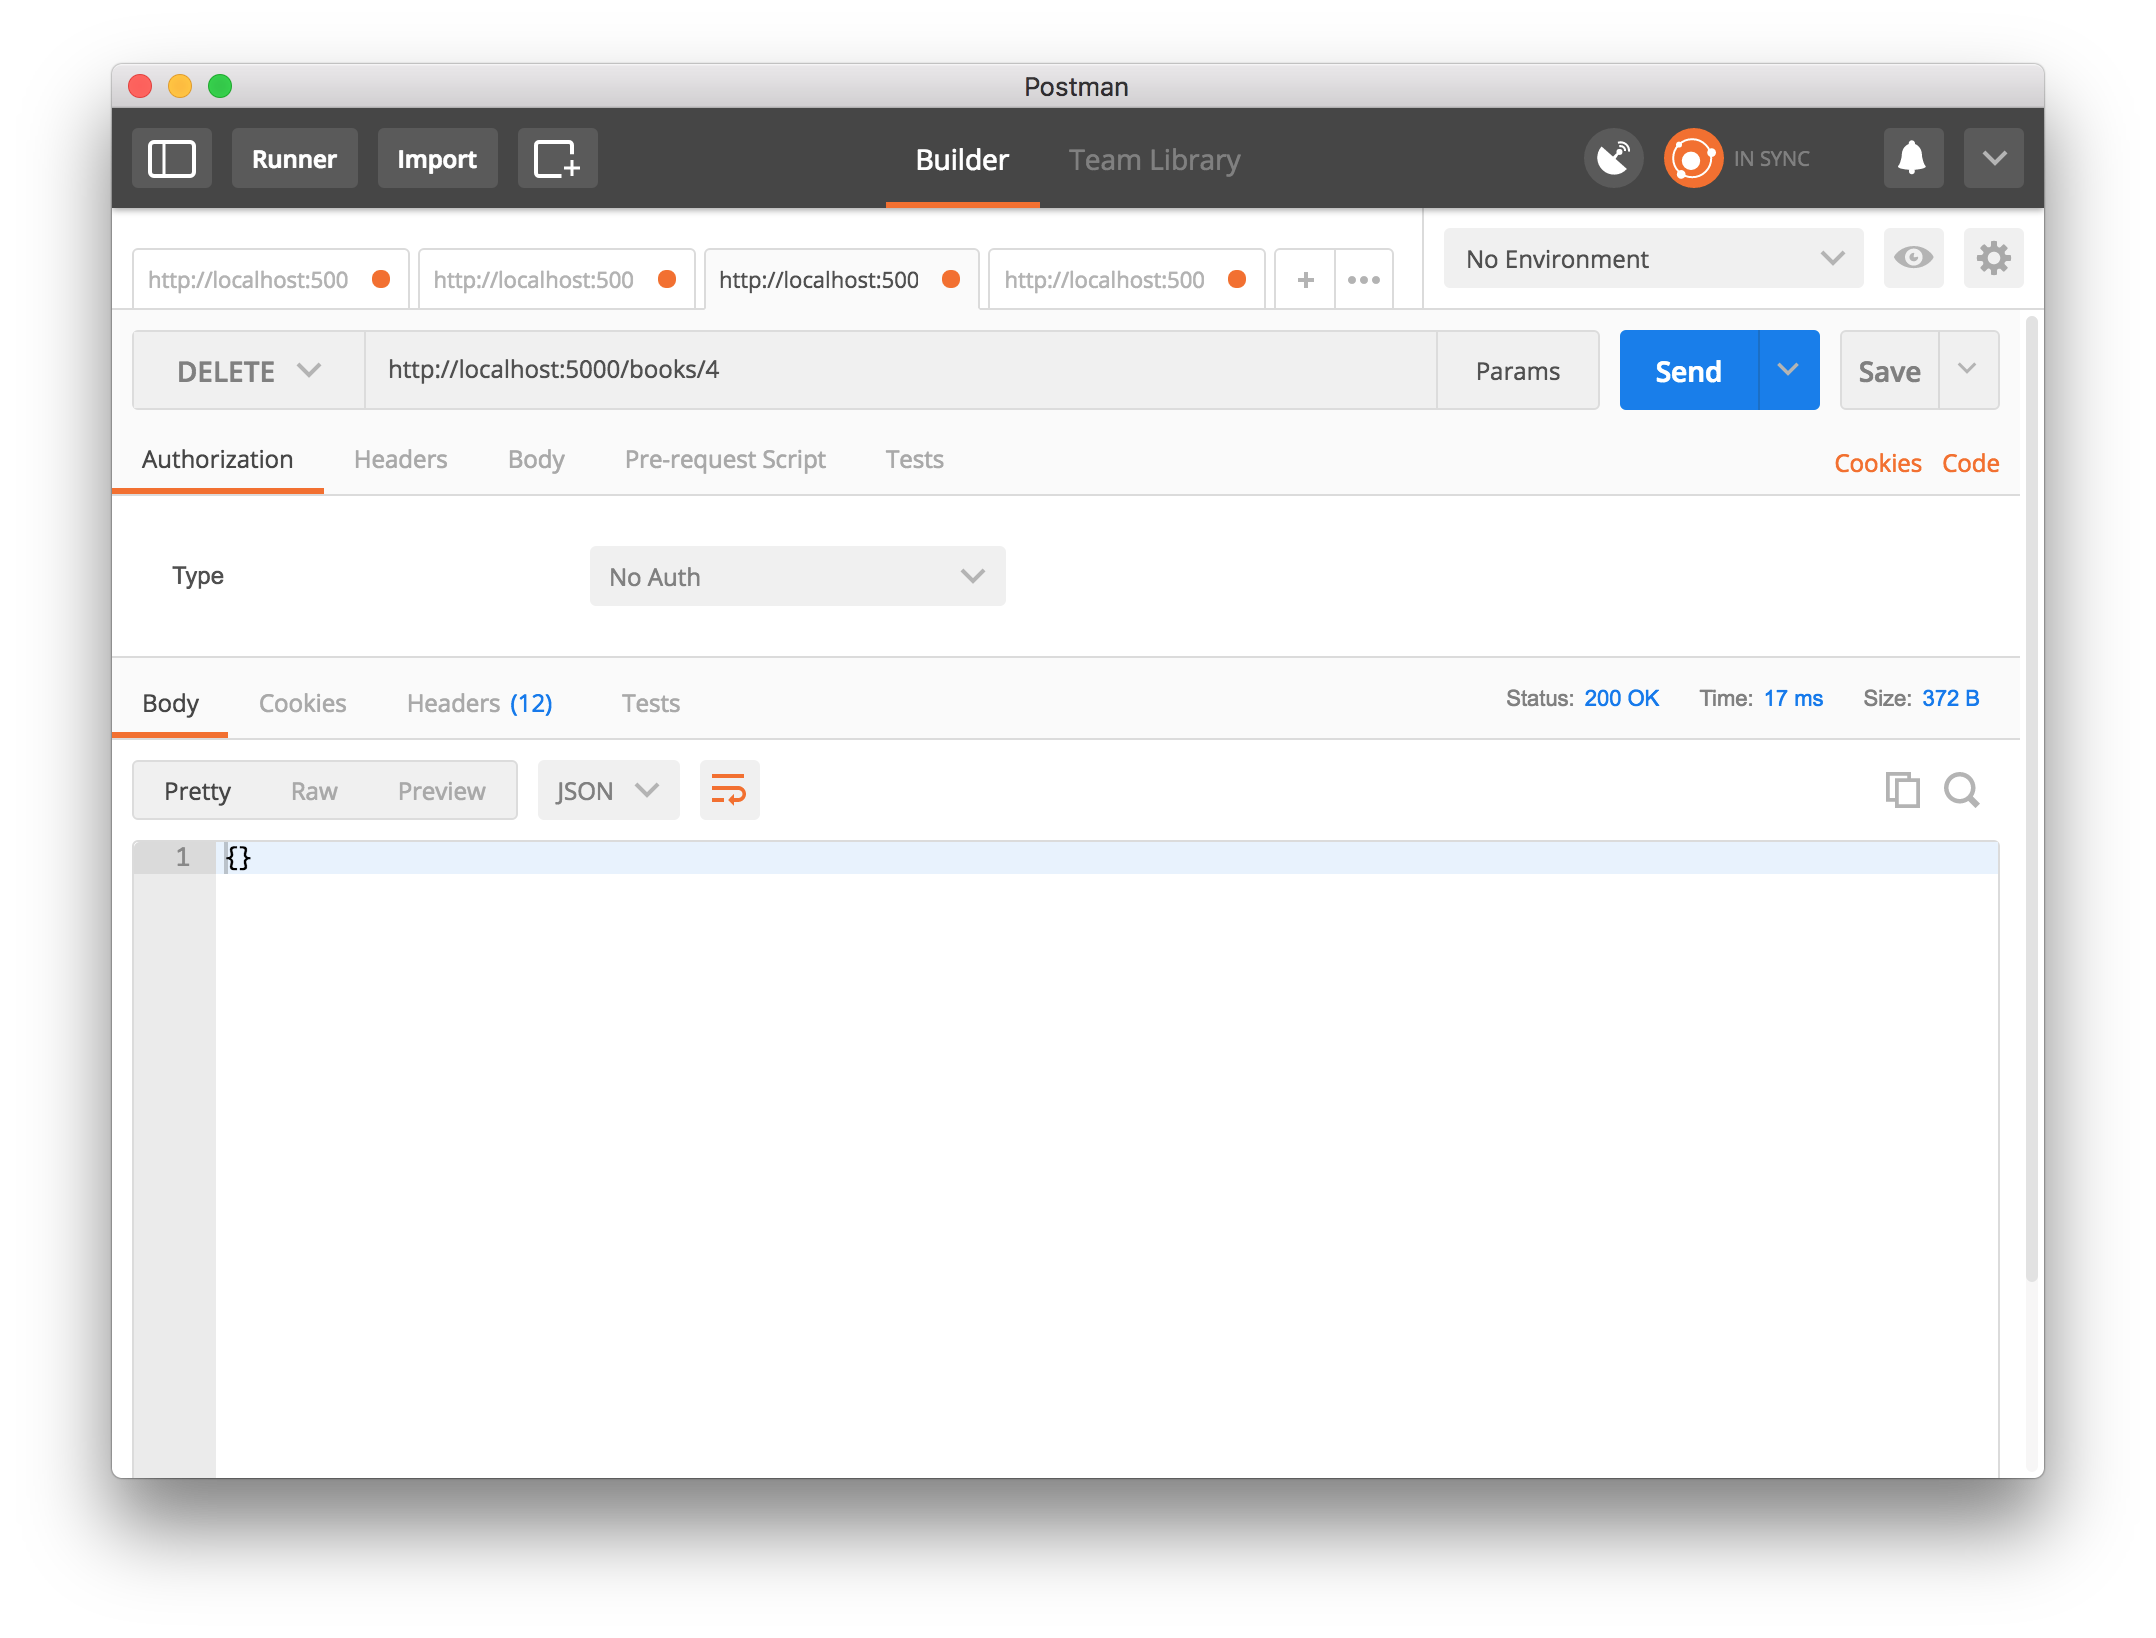 Postman
Runner Import Builder Team Library IN SYNC
http://localhost:500 http://localhost:500 http://localhost:500 http://localhost:500 No Environment
DELETE http://localhost:5000/books/4 Params Send Save
Authorization Headers Body Pre-request Script Tests Cookies Code
Type No Auth
Body Cookies Headers (12) Tests Status: 200 OK Time: 17 ms Size: 372 B
Pretty Raw Preview JSON
1 {}